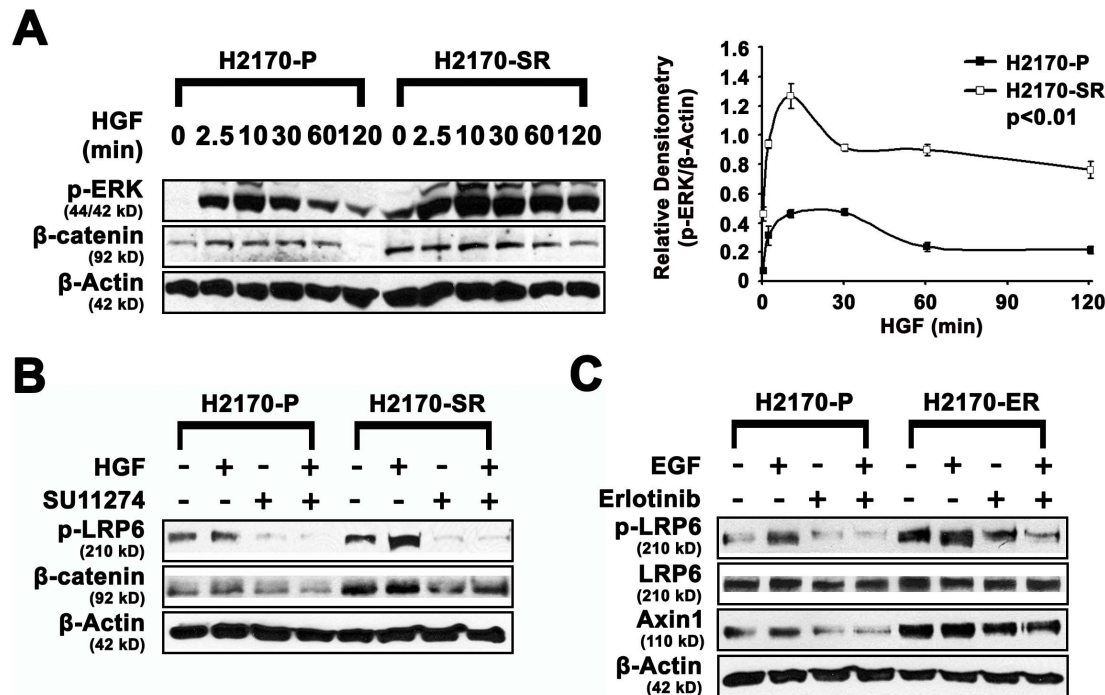 A
H2170-P H2170-SR
HGF (min) 0 2.5 10 30 60 120 0 2.5 10 30 60 120
p-ERK
(44/42 kD)
β-catenin
(92 kD)
β-Actin
(42 kD)
Relative Densitometry
(p-ERK/β-Actin)
1.6
1.4
1.2
1.0
0.8
0.6
0.4
0.2
0
H2170-P
H2170-SR
p<0.01
0 30 60 90 120
HGF (min)
B
H2170-P H2170-SR
HGF - + - + - + - +
SU11274 - - + + - - + +
p-LRP6
(210 kD)
β-catenin
(92 kD)
β-Actin
(42 kD)
C
H2170-P H2170-ER
EGF - + - + - + - +
Erlotinib - - + + - - + +
p-LRP6
(210 kD)
LRP6
(210 kD)
Axin1
(110 kD)
β-Actin
(42 kD)